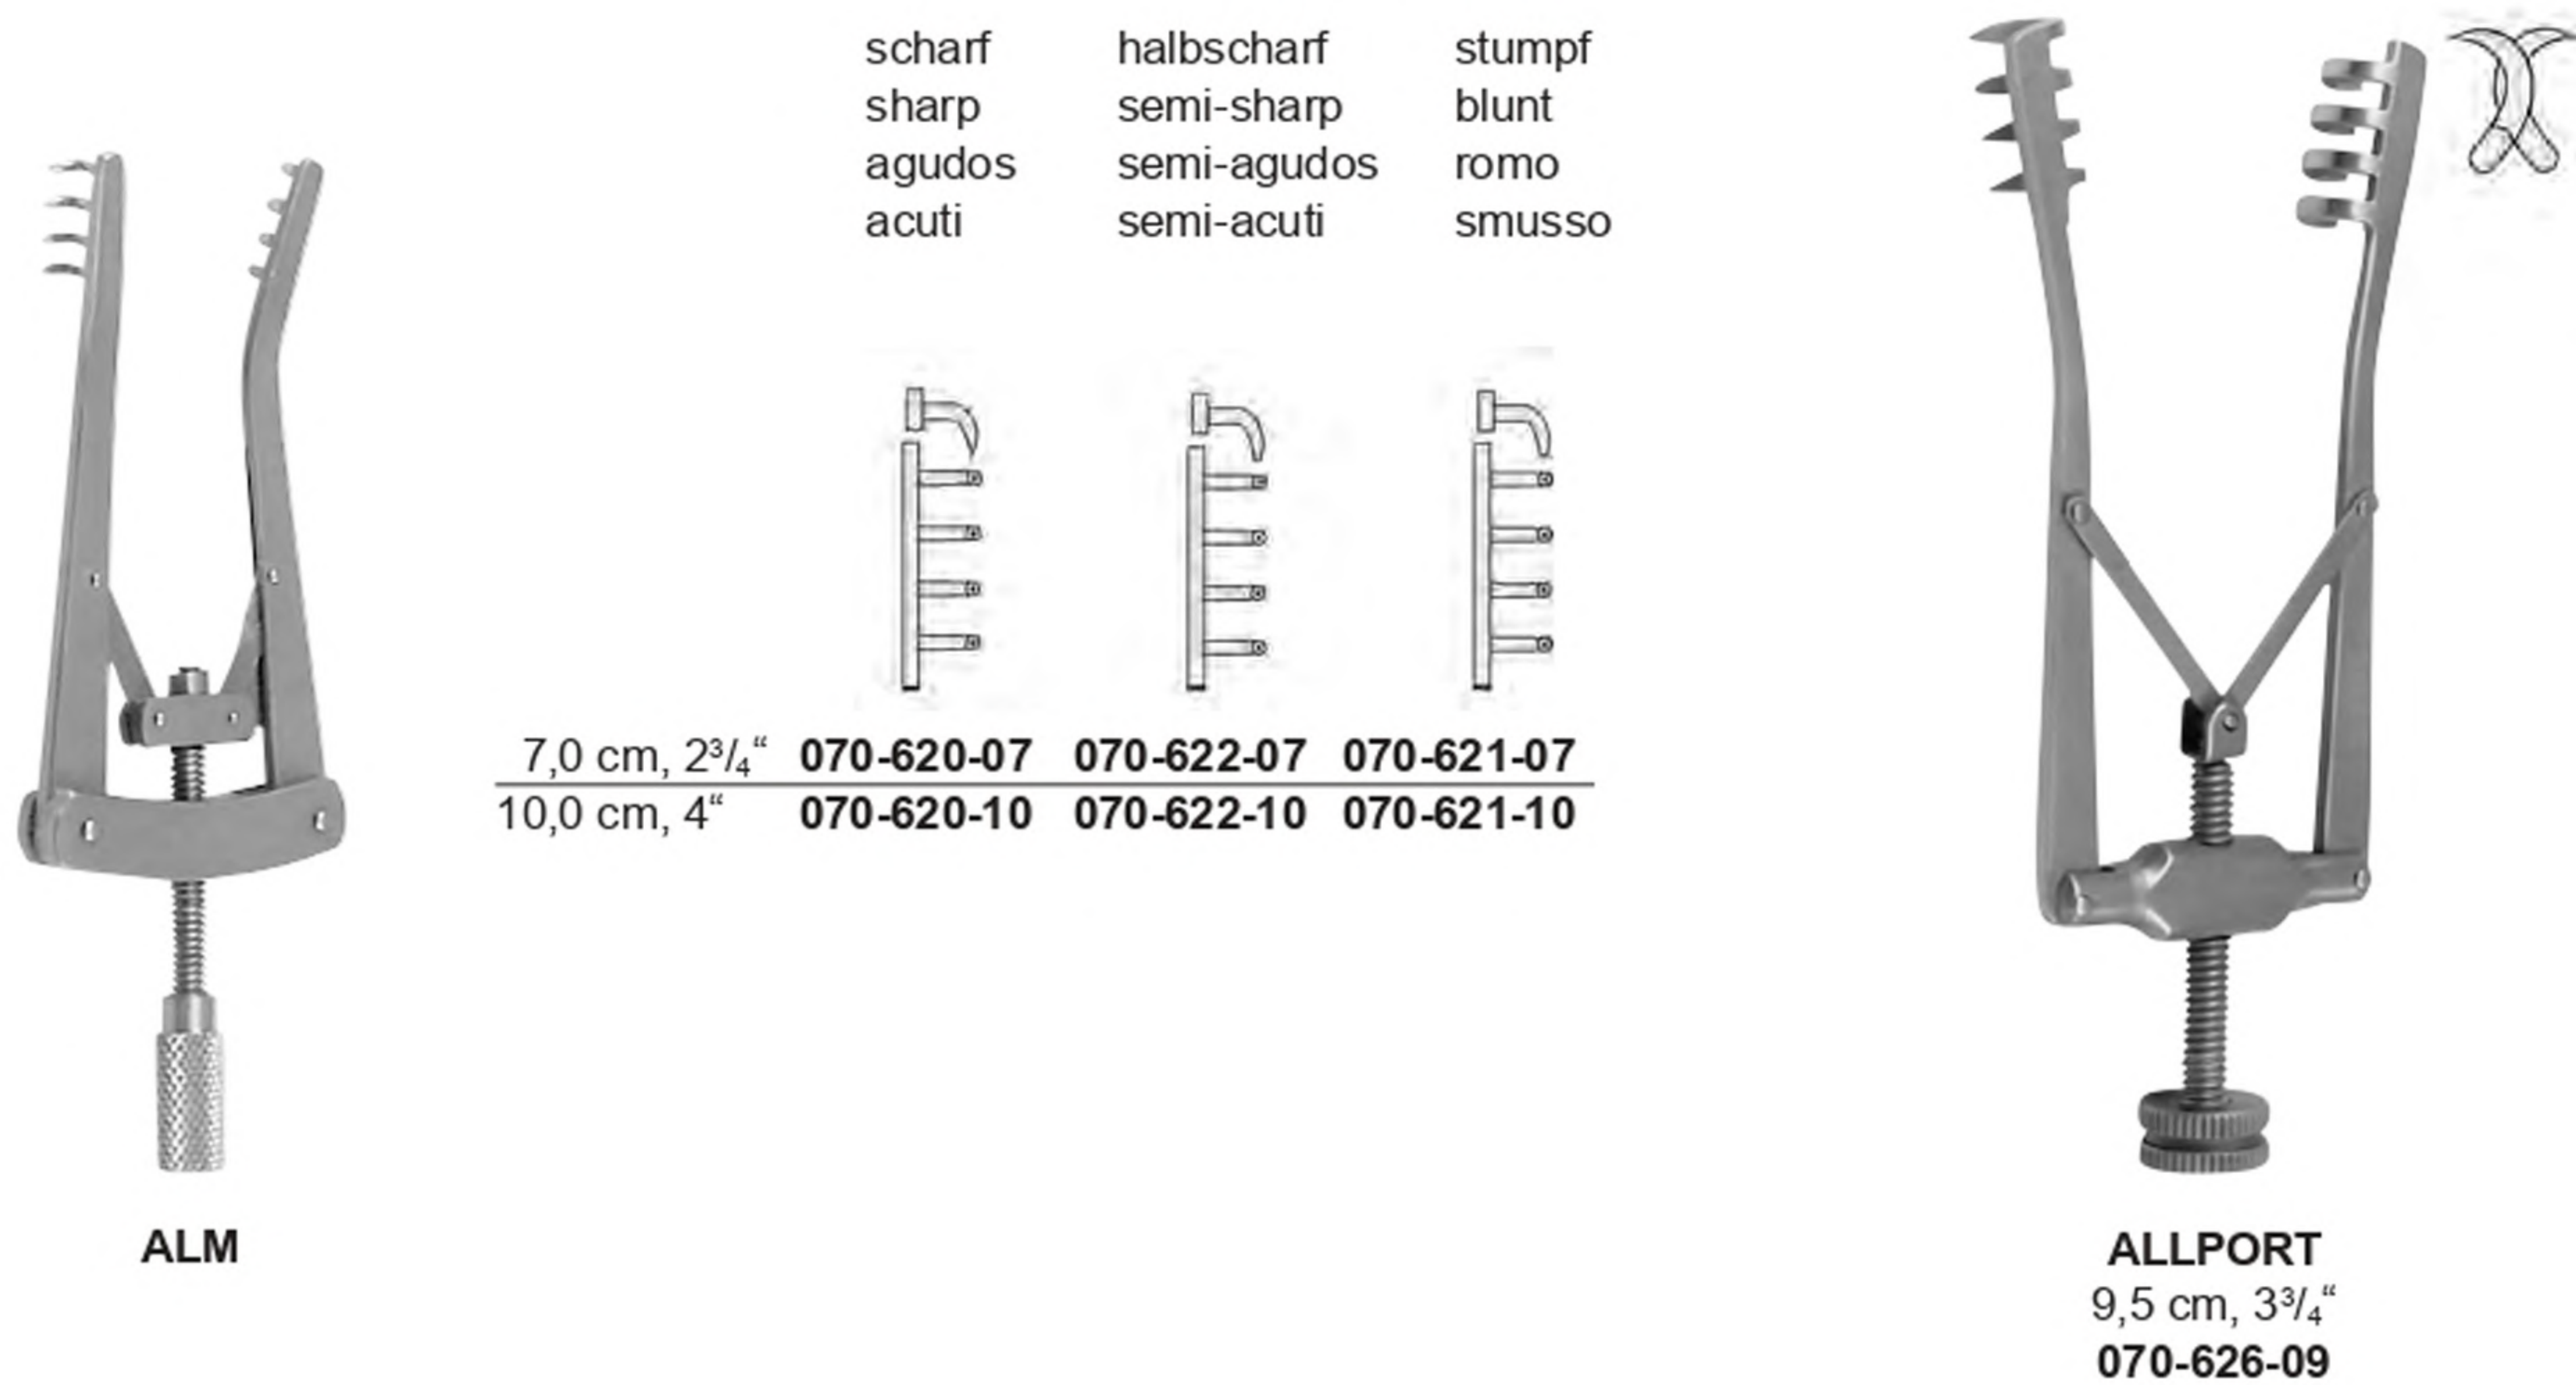 scharf halbscharf stumpf
sharp semi-sharp blunt
agudos semi-agudos romo
acuti semi-acuti smusso
7,0 cm, 2³/₄“ 070-620-07 070-622-07 070-621-07
10,0 cm, 4“ 070-620-10 070-622-10 070-621-10
ALM
ALLPORT
9,5 cm, 3³/₄“
070-626-09